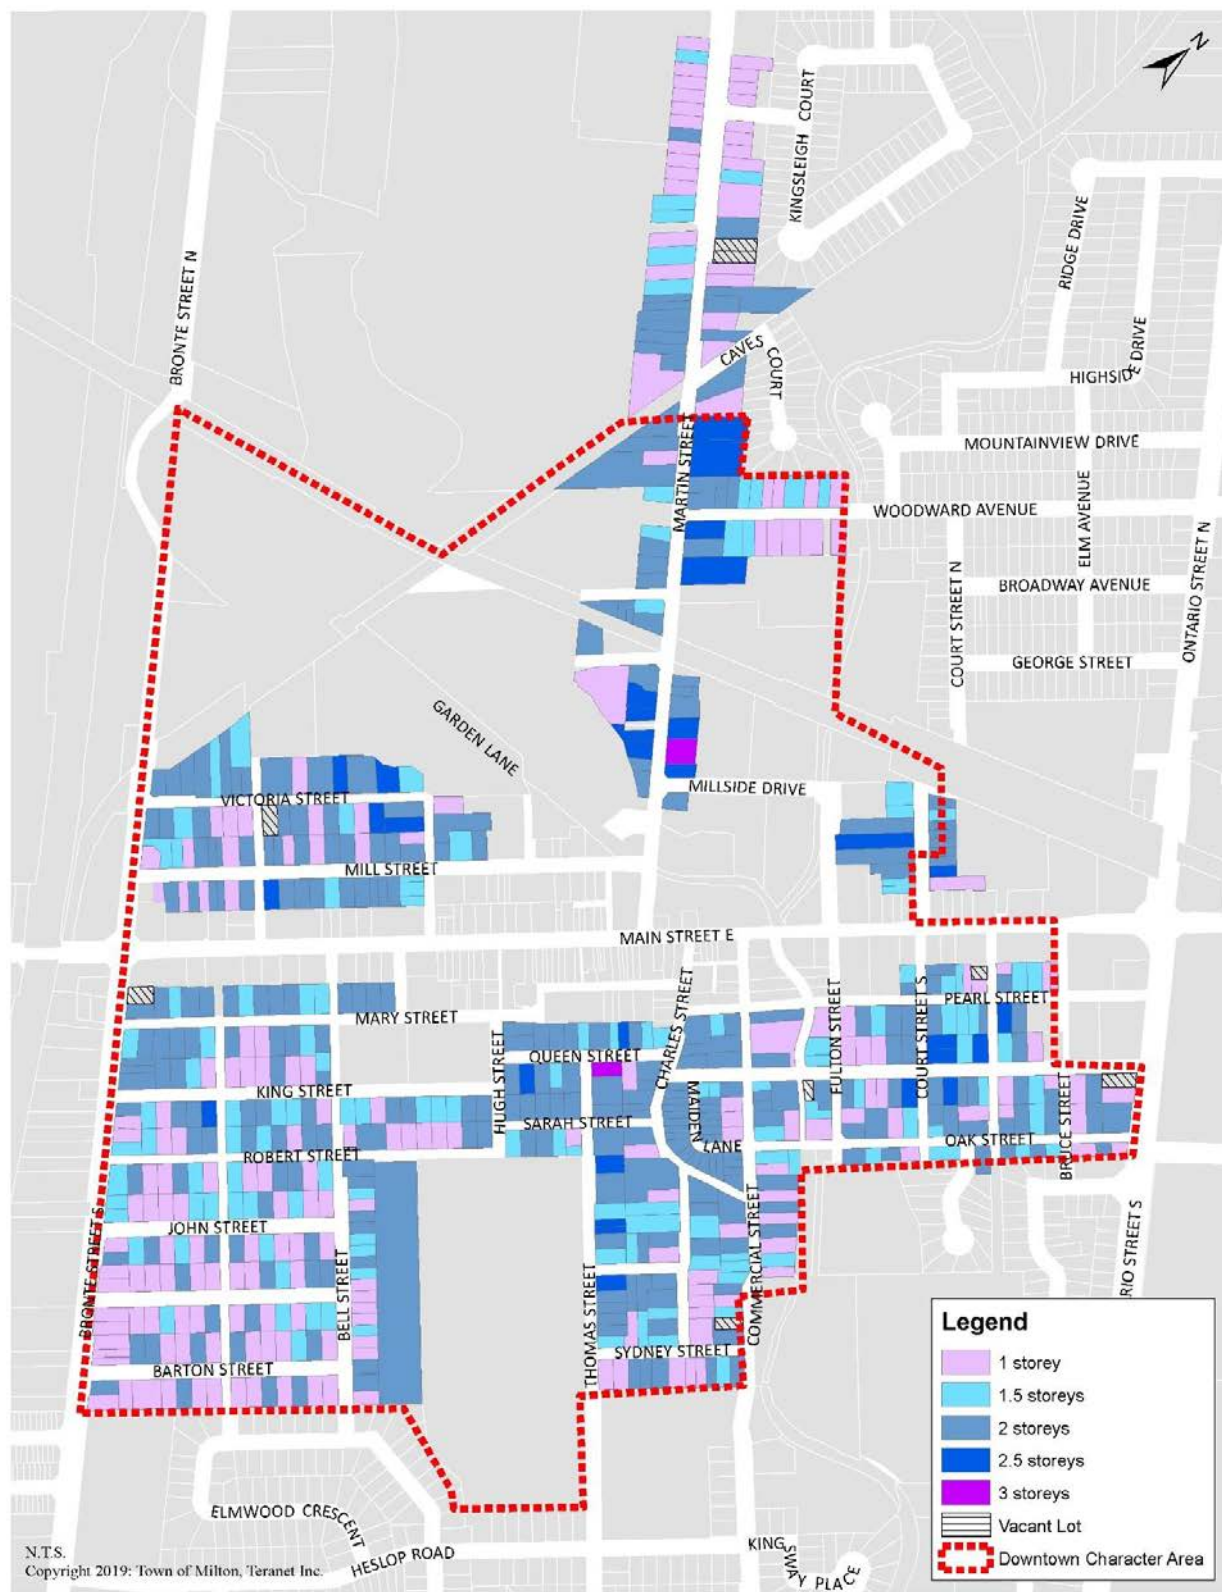 N
KINGSLEIGH COURT
RIDGE DRIVE
BRONTE STREET N
CAVES COURT
HIGHSIDE DRIVE
MARTIN STREET
MOUNTAINVIEW DRIVE
ELM AVENUE
WOODWARD AVENUE
COURT STREET N
BROADWAY AVENUE
ONTARIO STREET N
GEORGE STREET
GARDEN LANE
VICTORIA STREET
MILLSIDE DRIVE
MILL STREET
MAIN STREET E
CHARLES STREET
PEARL STREET
MARY STREET
HUGH STREET
QUEEN STREET
FULTON STREET
COURT STREET S
KING STREET
MAIDEN LANE
SARAH STREET
OAK STREET
BRUCE STREET
ROBERT STREET
JOHN STREET
BRONTE STREET S
BELL STREET
THOMAS STREET
COMMERCIAL STREET
RIO STREET S
SYDNEY STREET
BARTON STREET
ELMWOOD CRESCENT
HESLOP ROAD
KING SWAY PLACE
Legend
1 storey
1.5 storeys
2 storeys
2.5 storeys
3 storeys
Vacant Lot
Downtown Character Area
N.T.S.
Copyright 2019: Town of Milton, Teranet Inc.